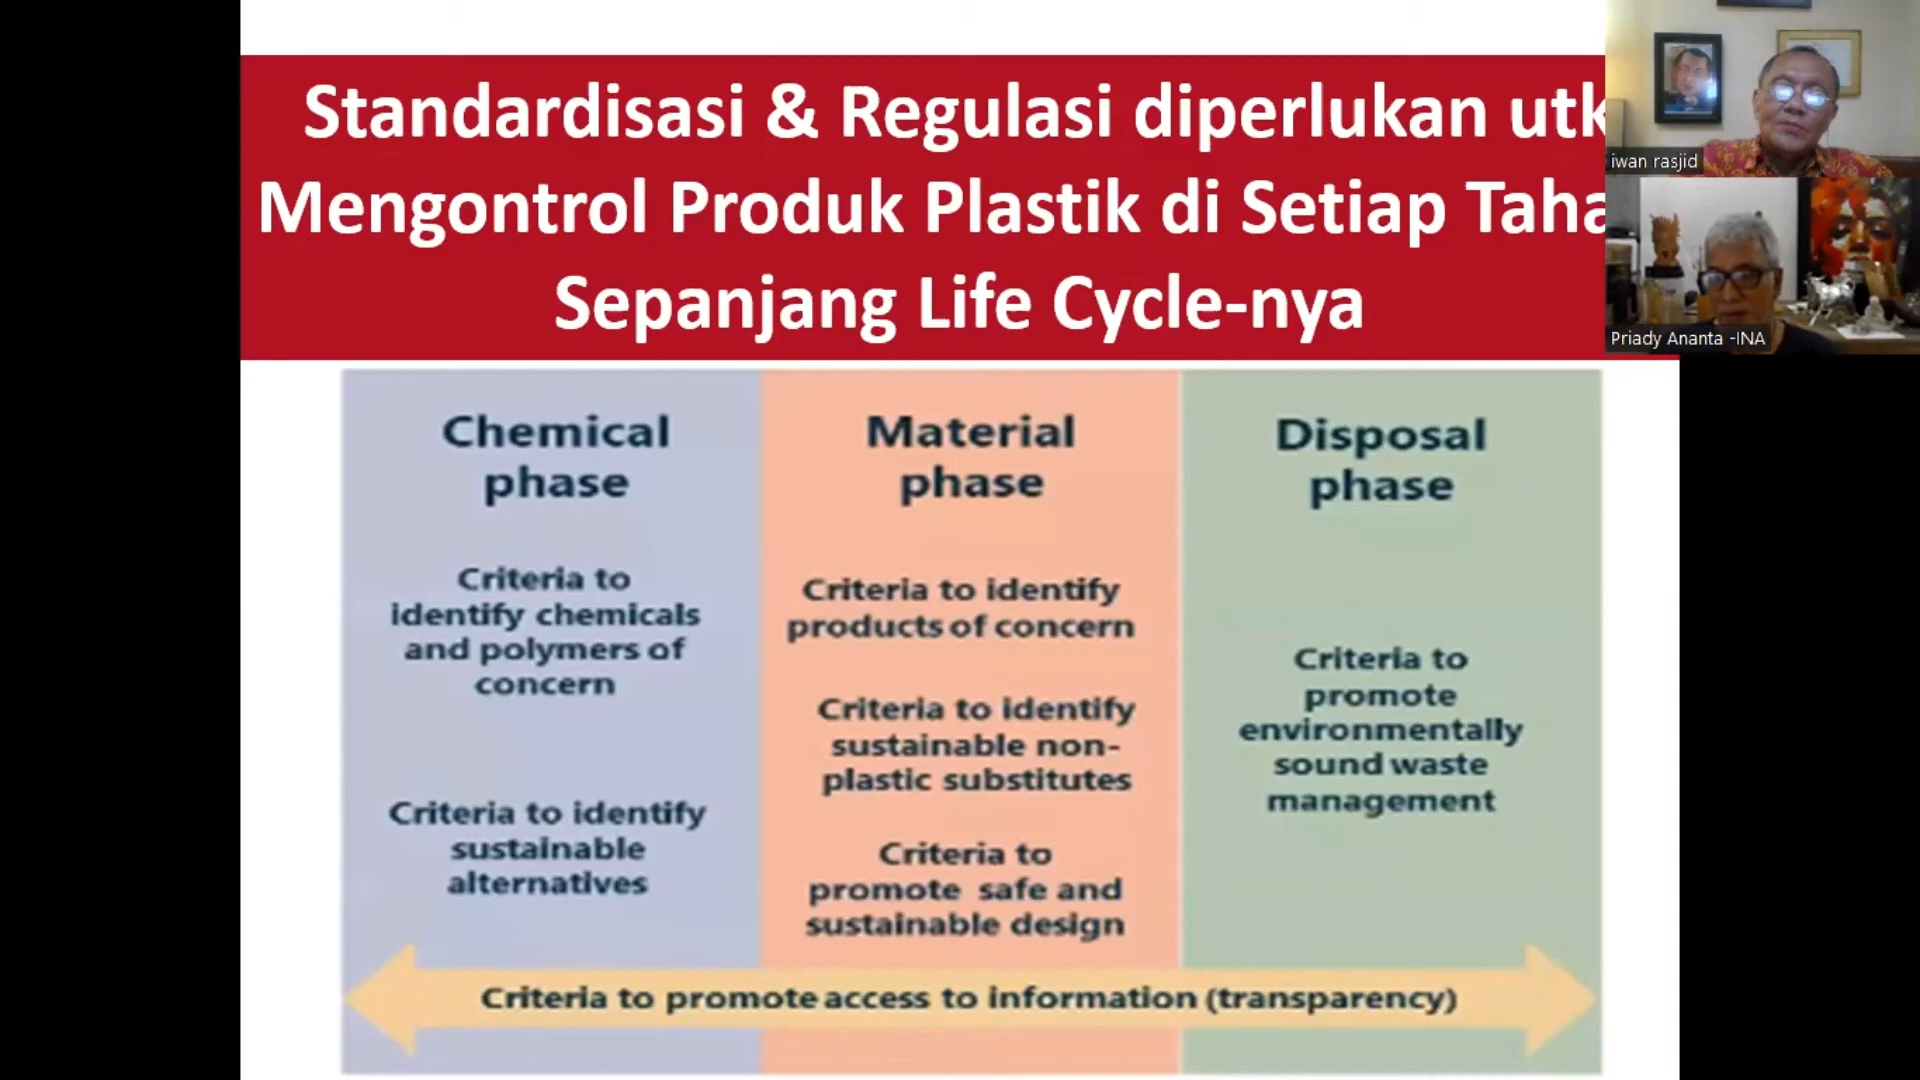 Standardisasi & Regulasi diperlukan utk
Mengontrol Produk Plastik di Setiap
Sepanjang Life Cycle-nya
iwan rasjid
Priady Ananta -INA
Chemical
phase
Criteria to
identify chemicals
and polymers of
concern
Criteria to identify
sustainable
alternatives
Material
phase
Criteria to identify
products of concern
Criteria to identify
sustainable non-
plastic substitutes
Criteria to
promote safe and
sustainable design
Disposal
phase
Criteria to
promote
environmentally
sound waste
management
Criteria to promote access to information (transparency)